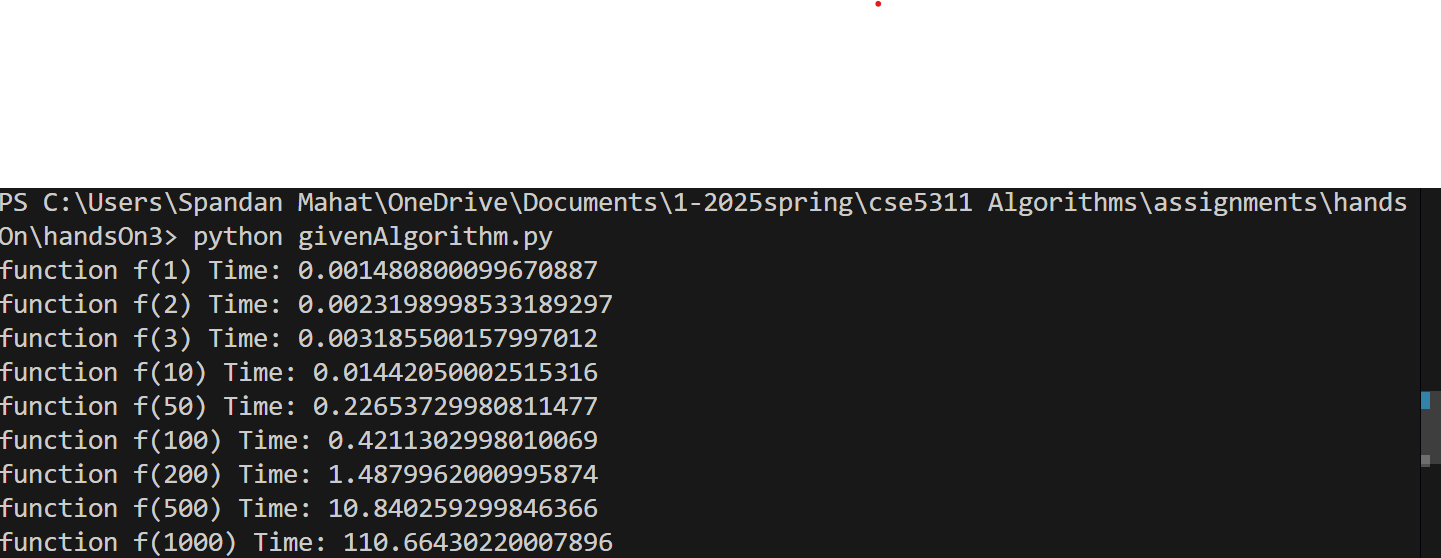 PS C:\Users\Spandan Mahat\OneDrive\Documents\1-2025spring\cse5311 Algorithms\assignments\hands
On\handsOn3> python givenAlgorithm.py
function f(1) Time: 0.001480800099670887
function f(2) Time: 0.0023198998533189297
function f(3) Time: 0.003185500157997012
function f(10) Time: 0.01442050002515316
function f(50) Time: 0.22653729980811477
function f(100) Time: 0.4211302998010069
function f(200) Time: 1.4879962000995874
function f(500) Time: 10.840259299846366
function f(1000) Time: 110.66430220007896